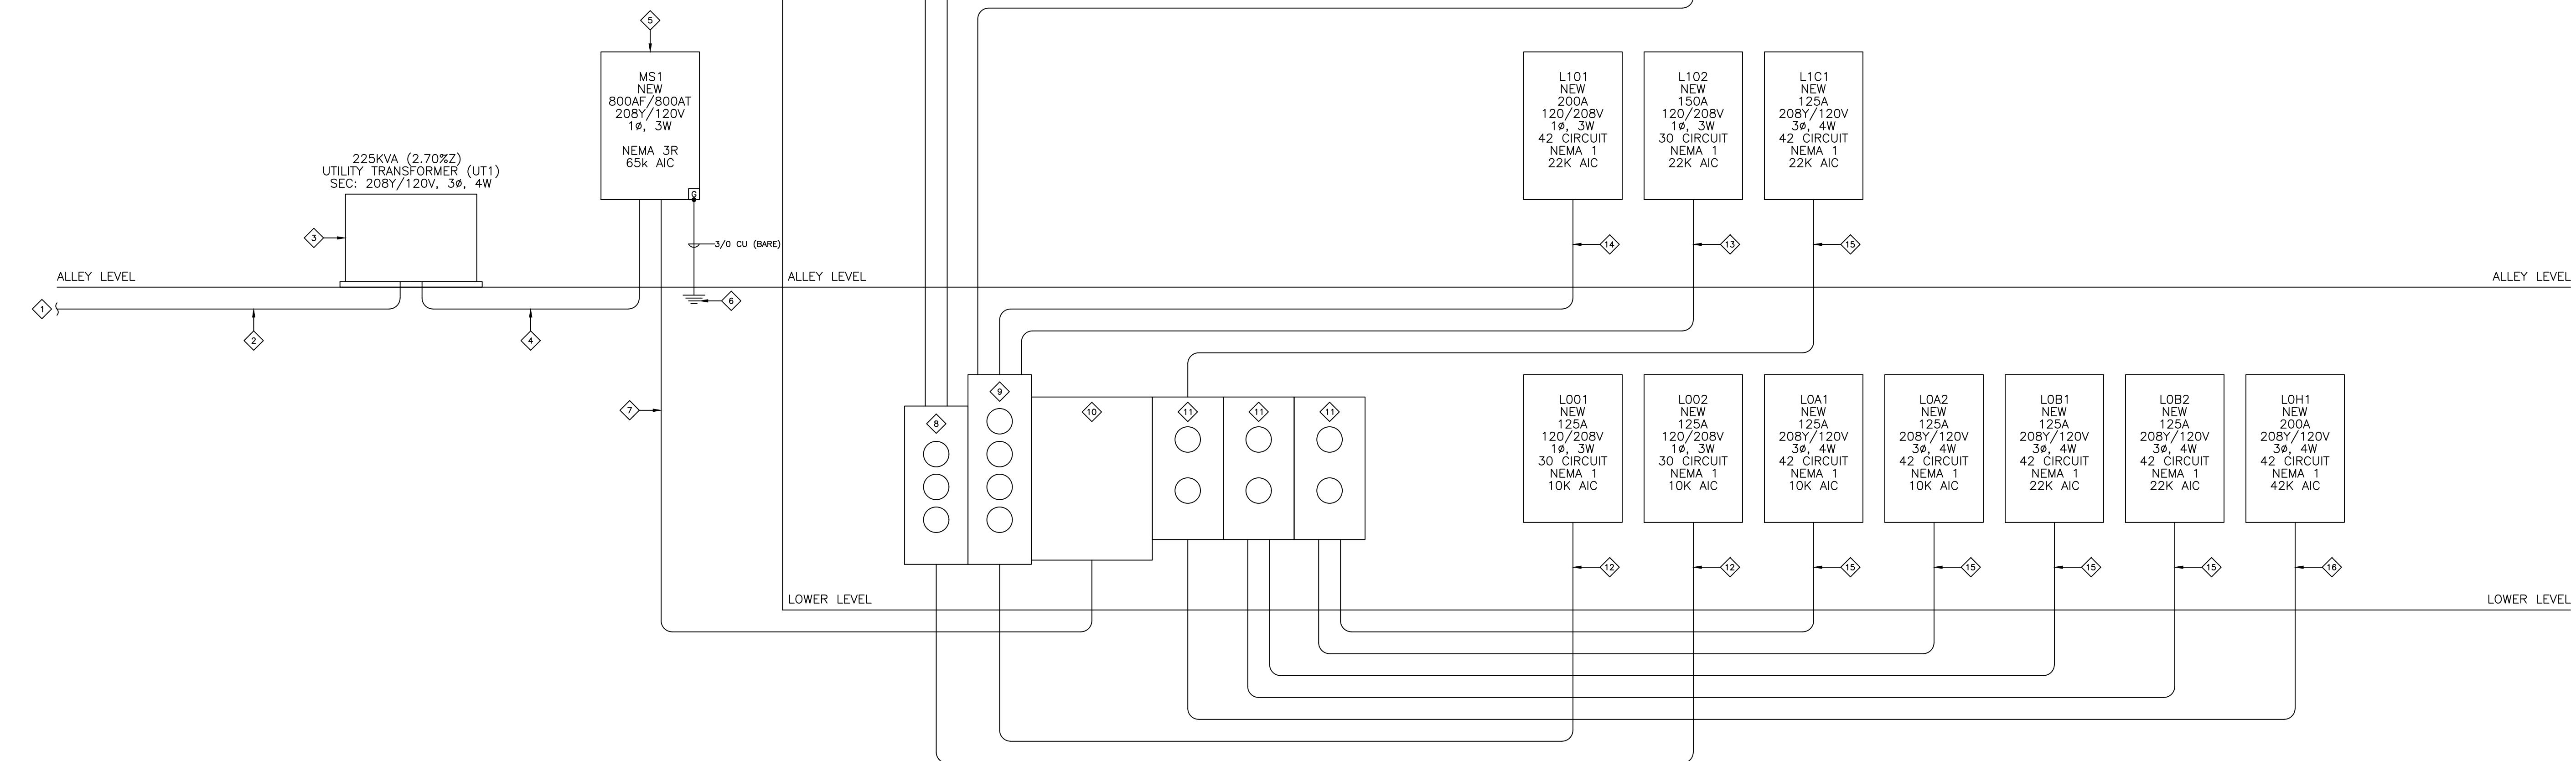 5
MS1
NEW
800AF/800AT
208Y/120V
1ø, 3W
NEMA 3R
65k AIC
G
225KVA (2.70%Z)
UTILITY TRANSFORMER (UT1)
SEC: 208Y/120V, 3ø, 4W
3
3/0 CU (BARE)
L101
NEW
200A
120/208V
1ø, 3W
42 CIRCUIT
NEMA 1
22K AIC
L102
NEW
150A
120/208V
1ø, 3W
30 CIRCUIT
NEMA 1
22K AIC
L1C1
NEW
125A
208Y/120V
3ø, 4W
42 CIRCUIT
NEMA 1
22K AIC
14
13
15
ALLEY LEVEL
ALLEY LEVEL
ALLEY LEVEL
1
2
4
6
7
8
9
10
11
11
11
L001
NEW
125A
120/208V
1ø, 3W
30 CIRCUIT
NEMA 1
10K AIC
L002
NEW
125A
120/208V
1ø, 3W
30 CIRCUIT
NEMA 1
10K AIC
L0A1
NEW
125A
208Y/120V
3ø, 4W
42 CIRCUIT
NEMA 1
10K AIC
L0A2
NEW
125A
208Y/120V
3ø, 4W
42 CIRCUIT
NEMA 1
10K AIC
L0B1
NEW
125A
208Y/120V
3ø, 4W
42 CIRCUIT
NEMA 1
22K AIC
L0B2
NEW
125A
208Y/120V
3ø, 4W
42 CIRCUIT
NEMA 1
22K AIC
L0H1
NEW
200A
208Y/120V
3ø, 4W
42 CIRCUIT
NEMA 1
42K AIC
12
12
15
15
15
15
16
LOWER LEVEL
LOWER LEVEL